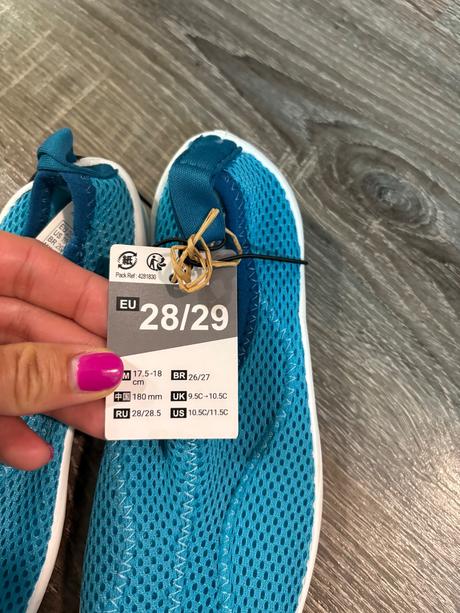 紙
Pack Ref : 4281830
EU 28/29
M 17.5-18 cm BR 26/27
中国 180 mm UK 9.5C→10.5C
RU 28/28.5 US 10.5C/11.5C